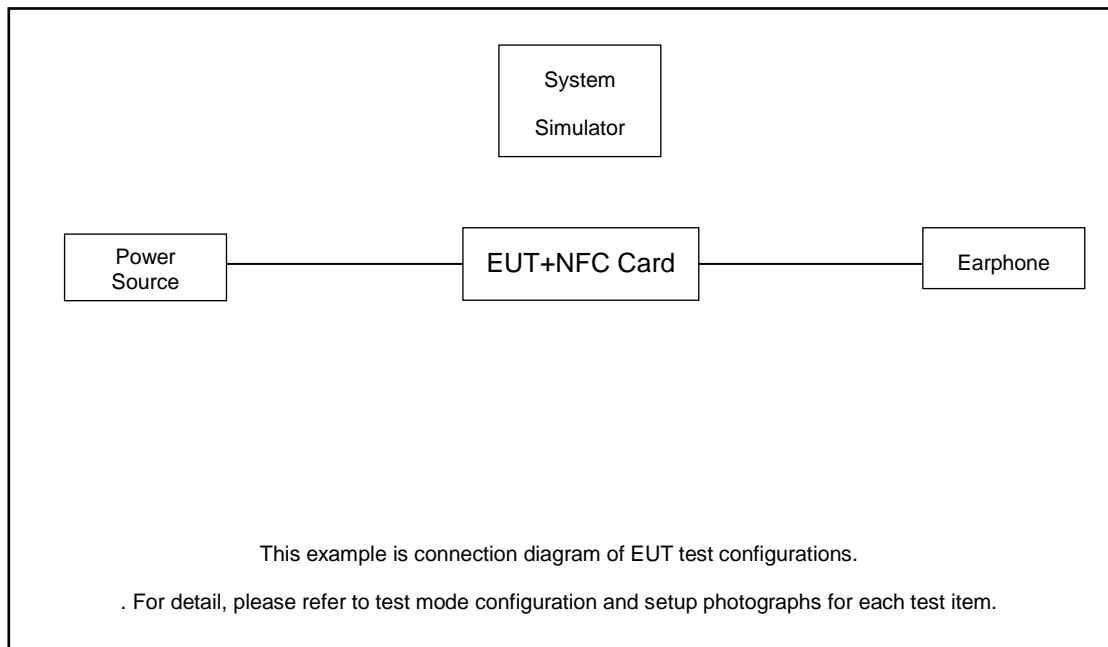 System
Simulator
Power
Source
EUT+NFC Card
Earphone
This example is connection diagram of EUT test configurations.
. For detail, please refer to test mode configuration and setup photographs for each test item.